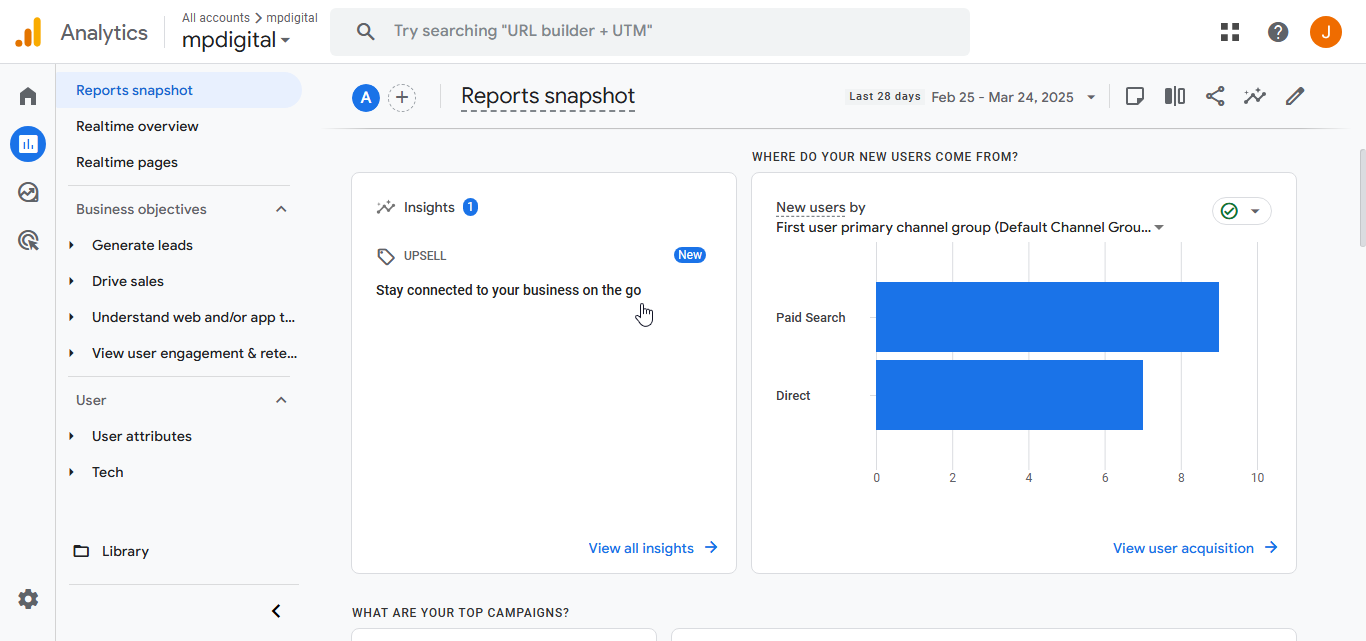 Analytics
All accounts > mpdigital
mpdigital
Try searching "URL builder + UTM"
J
Reports snapshot
Realtime overview
Realtime pages
Business objectives
Generate leads
Drive sales
Understand web and/or app t...
View user engagement & rete...
User
User attributes
Tech
Library
A
Reports snapshot
Last 28 days Feb 25 - Mar 24, 2025
Insights 1
UPSELL New
Stay connected to your business on the go
View all insights
WHERE DO YOUR NEW USERS COME FROM?
New users by
First user primary channel group (Default Channel Grou...
Paid Search
Direct
0 2 4 6 8 10
View user acquisition
WHAT ARE YOUR TOP CAMPAIGNS?